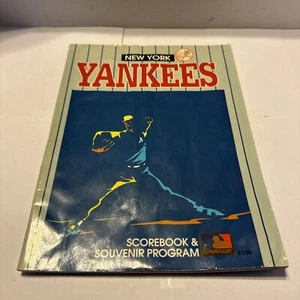 NEW YORK
YANKEES
SCOREBOOK &
SOUVENIR PROGRAM